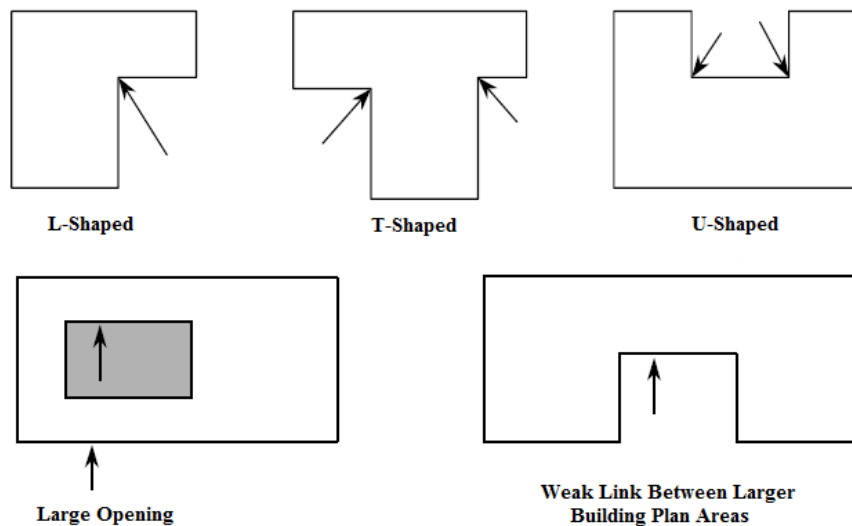 L-Shaped
T-Shaped
U-Shaped
Large Opening
Weak Link Between Larger
Building Plan Areas